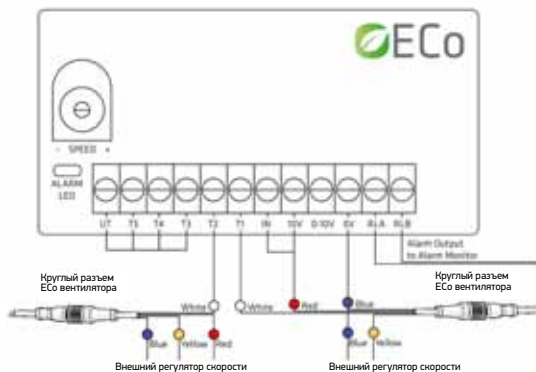 ECo
- SPEED +
ALARM
LED
UT T5 T4 T3 T2 T1 IN 10V 0-10V 0V RLA RLB
Alarm Output
to Alarm Monitor
Круглый разъем
ECo вентилятора
Круглый разъем
ECo вентилятора
White White Red Blue
Blue Yellow Red Blue Yellow
Внешний регулятор скорости Внешний регулятор скорости